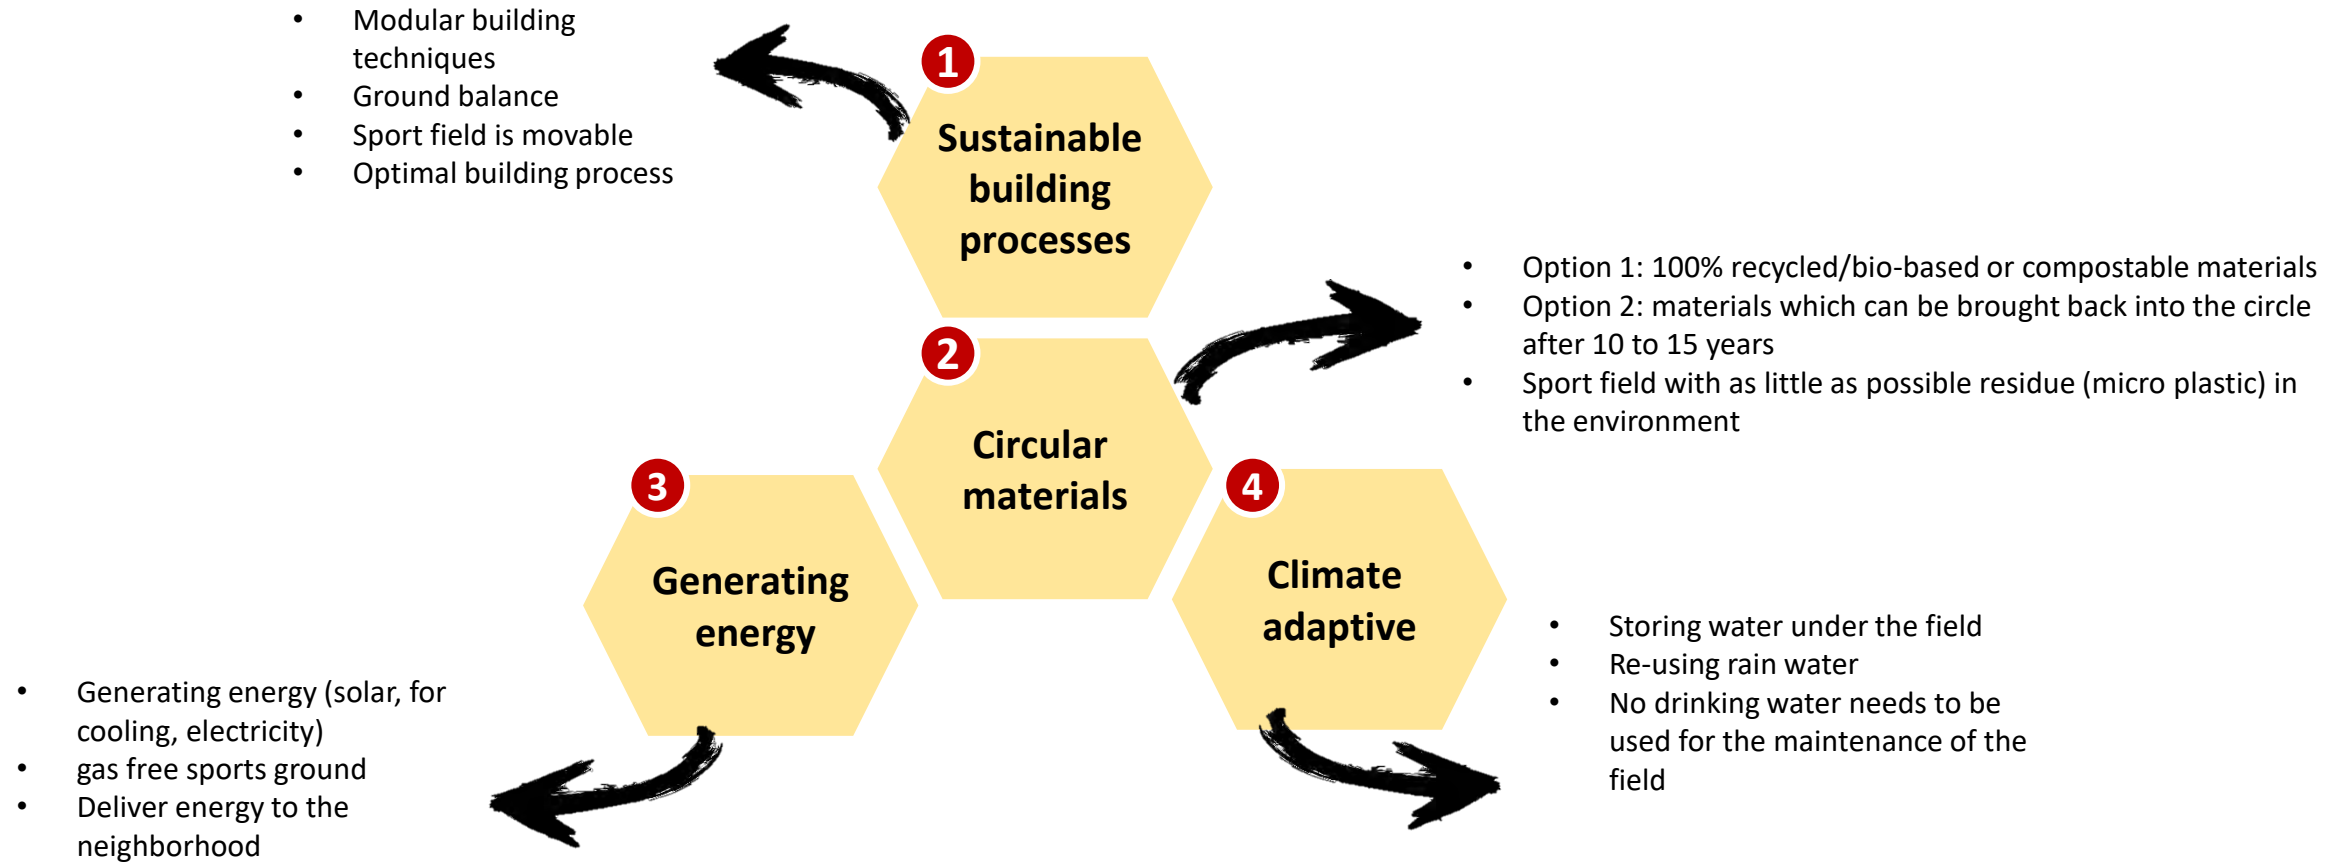 • Modular building
techniques
• Ground balance
• Sport field is movable
• Optimal building process
1
Sustainable
building
processes
2
Circular
materials
• Option 1: 100% recycled/bio-based or compostable materials
• Option 2: materials which can be brought back into the circle
after 10 to 15 years
• Sport field with as little as possible residue (micro plastic) in
the environment
3
Generating
energy
• Generating energy (solar, for
cooling, electricity)
• gas free sports ground
• Deliver energy to the
neighborhood
4
Climate
adaptive
• Storing water under the field
• Re-using rain water
• No drinking water needs to be
used for the maintenance of the
field